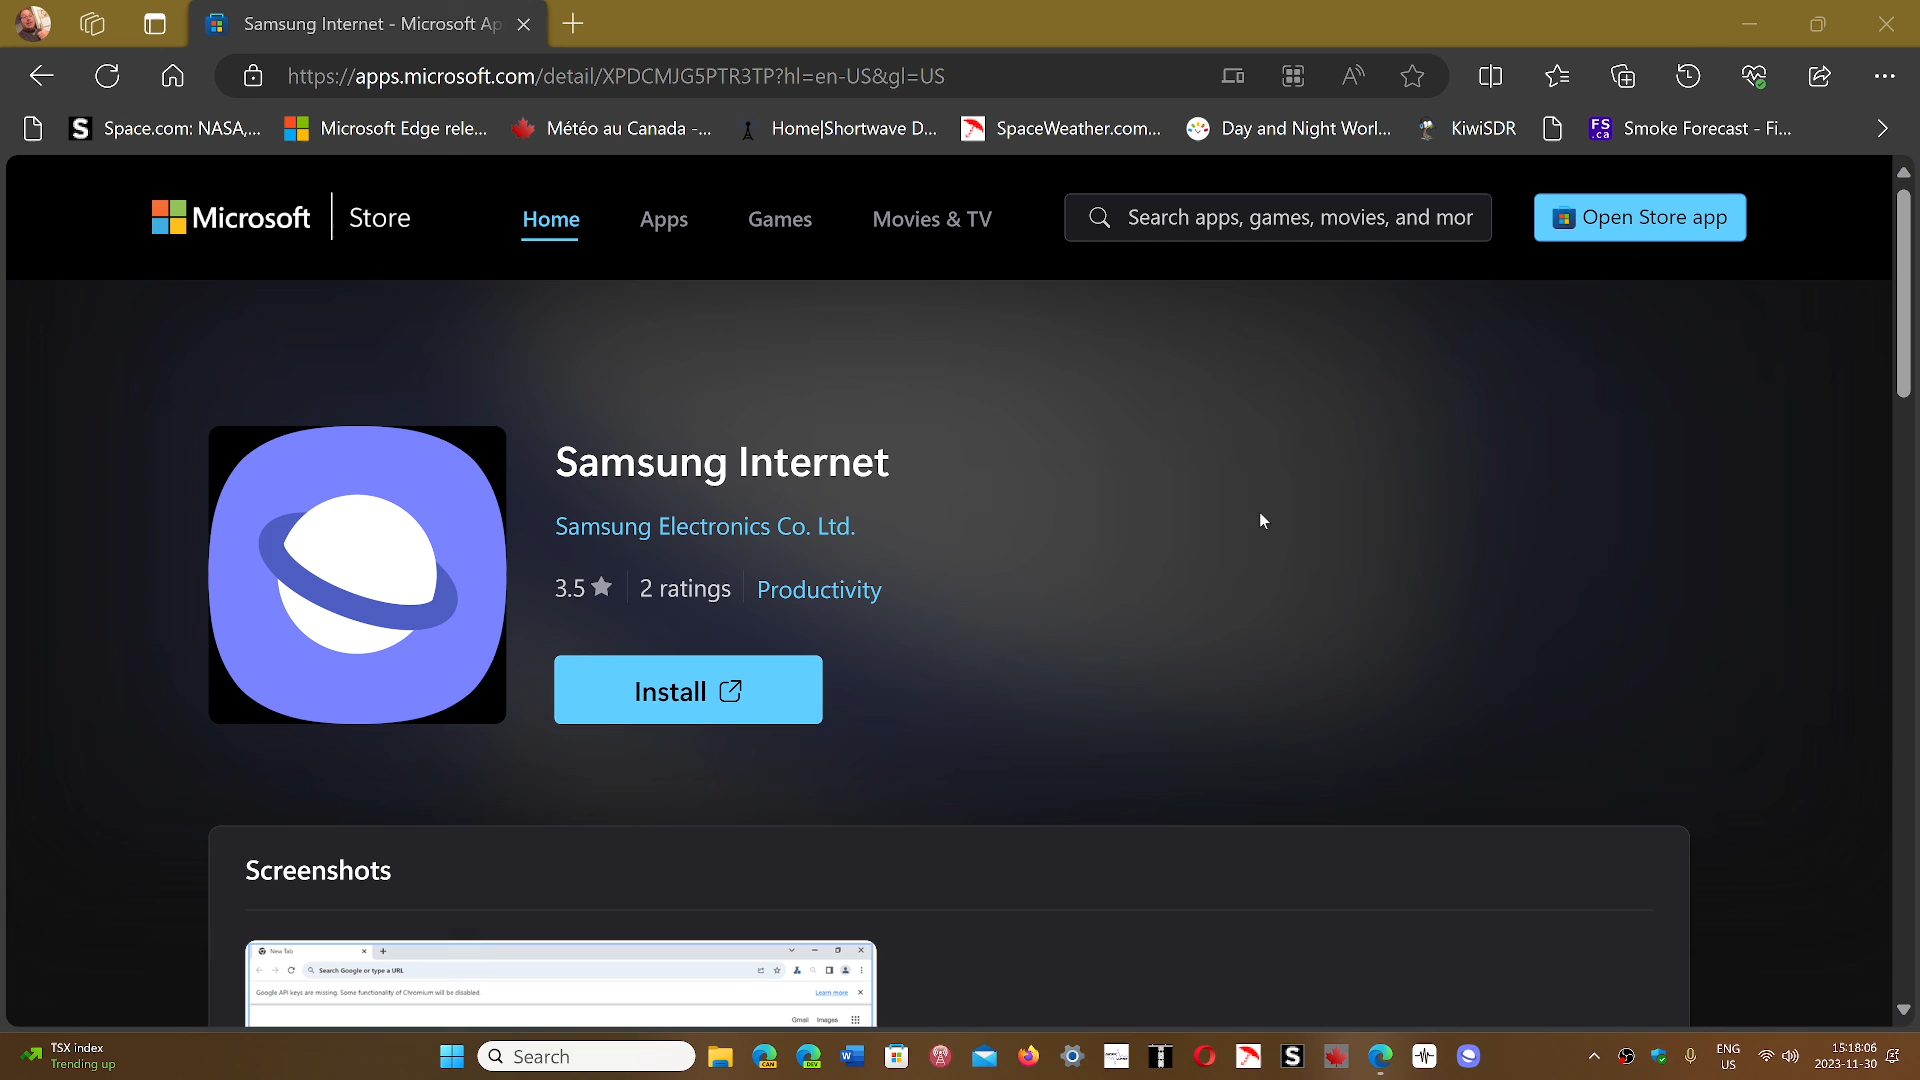 Samsung Internet - Microsoft Ap
https://apps.microsoft.com/detail/XPDCMJG5PTR3TP?hl=en-US&gl=US
Space.com: NASA,... Microsoft Edge rele... Météo au Canada -... Home|Shortwave D... SpaceWeather.com... Day and Night Worl... KiwiSDR FS .ca Smoke Forecast - Fi...
Microsoft | Store Home Apps Games Movies & TV Search apps, games, movies, and mor Open Store app
Samsung Internet
Samsung Electronics Co. Ltd.
3.5 2 ratings Productivity
Install
Screenshots
New Tab
Search Google or type a URL
Google API keys are missing. Some functionality of Chromium will be disabled. Learn more
Gmail Images
TSX index
Trending up
Search
CAN DEV
ENG
US
15:18:06
2023-11-30